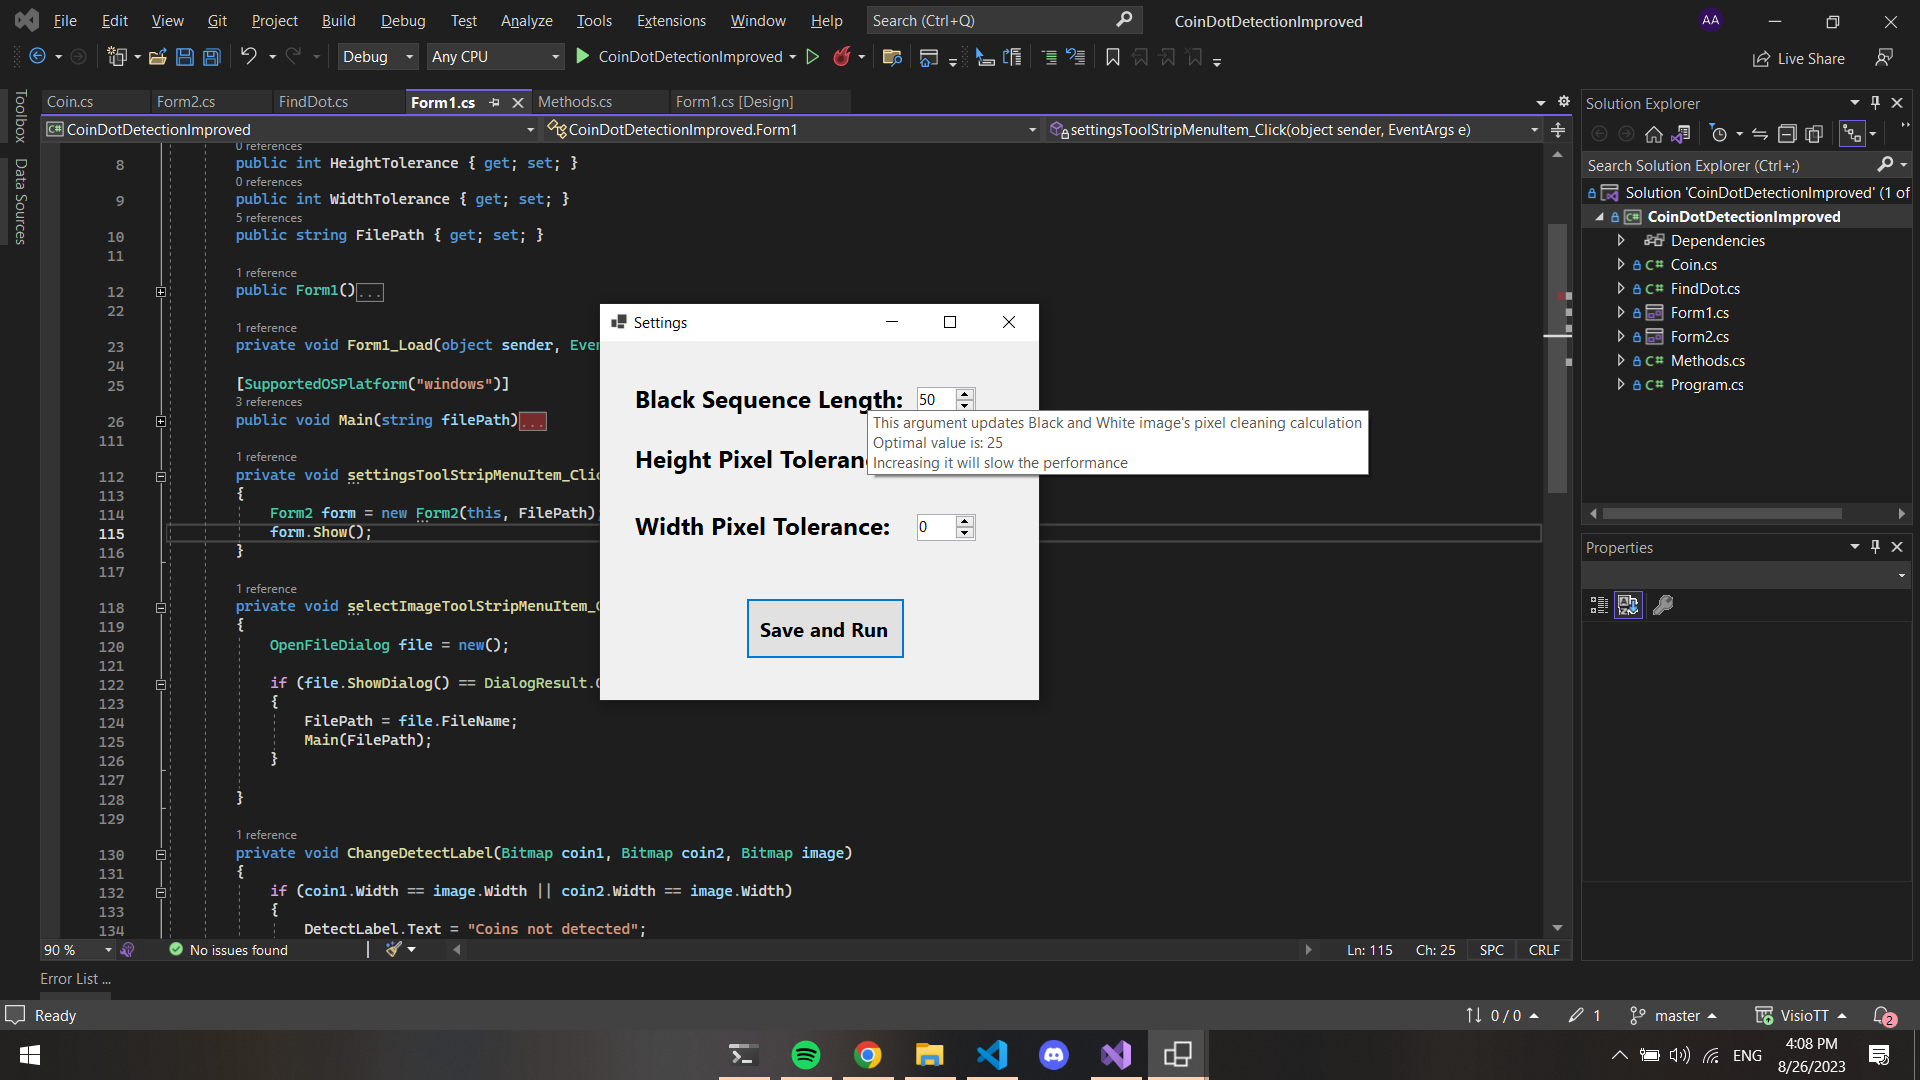 File Edit View Git Project Build Debug Test Analyze Tools Extensions Window Help Search (Ctrl+Q) CoinDotDetectionImproved AA
Debug Any CPU CoinDotDetectionImproved Live Share
Toolbox
Data Sources
Coin.cs Form2.cs FindDot.cs Form1.cs Methods.cs Form1.cs [Design]
C# CoinDotDetectionImproved CoinDotDetectionImproved.Form1 settingsToolStripMenuItem_Click(object sender, EventArgs e)
0 references
8 public int HeightTolerance { get; set; }
0 references
9 public int WidthTolerance { get; set; }
5 references
10 public string FilePath { get; set; }
11
1 reference
12 public Form1()...
22
1 reference
23 private void Form1_Load(object sender, Even
24
25 [SupportedOSPlatform("windows")]
3 references
26 public void Main(string filePath)...
111
1 reference
112 private void settingsToolStripMenuItem_Clic
113 {
114 Form2 form = new Form2(this, FilePath);
115 form.Show();
116 }
117
1 reference
118 private void selectImageToolStripMenuItem_C
119 {
120 OpenFileDialog file = new();
121
122 if (file.ShowDialog() == DialogResult.O
123 {
124 FilePath = file.FileName;
125 Main(FilePath);
126 }
127
128 }
129
1 reference
130 private void ChangeDetectLabel(Bitmap coin1, Bitmap coin2, Bitmap image)
131 {
132 if (coin1.Width == image.Width || coin2.Width == image.Width)
133 {
134 DetectLabel.Text = "Coins not detected";
Settings
Black Sequence Length: 50
This argument updates Black and White image's pixel cleaning calculation
Optimal value is: 25
Increasing it will slow the performance
Height Pixel Toleran
Width Pixel Tolerance: 0
Save and Run
Solution Explorer
Search Solution Explorer (Ctrl+;)
Solution 'CoinDotDetectionImproved' (1 of
C# CoinDotDetectionImproved
Dependencies
C# Coin.cs
C# FindDot.cs
Form1.cs
Form2.cs
C# Methods.cs
C# Program.cs
Properties
90 % No issues found Ln: 115 Ch: 25 SPC CRLF
Error List ...
Ready 0 / 0 1 master VisioTT 2
ENG 4:08 PM
8/26/2023